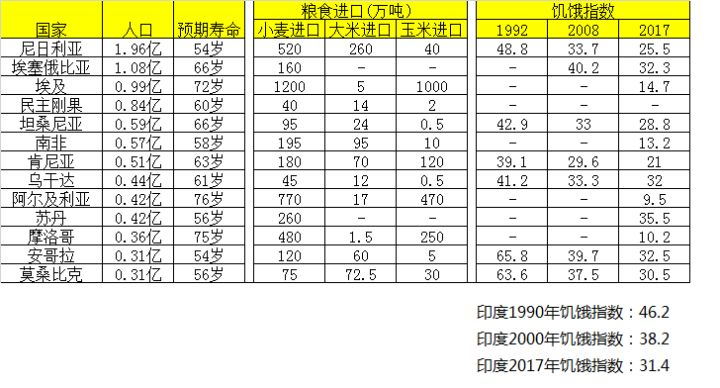 国家 人口 预期寿命 粮食进口(万吨) 饥饿指数
小麦进口 大米进口 玉米进口 1992 2008 2017
尼日利亚 1.96亿 54岁 520 260 40 48.8 33.7 25.5
埃塞俄比亚 1.08亿 66岁 160 - - - 40.2 32.3
埃及 0.99亿 72岁 1200 5 1000 - - 14.7
民主刚果 0.84亿 60岁 40 14 2 - - -
坦桑尼亚 0.59亿 66岁 95 24 0.5 42.9 33 28.8
南非 0.57亿 58岁 195 95 10 - - 13.2
肯尼亚 0.51亿 63岁 180 70 120 39.1 29.6 21
乌干达 0.44亿 61岁 45 12 0.5 41.2 33.3 32
阿尔及利亚 0.42亿 76岁 770 17 470 - - 9.5
苏丹 0.42亿 56岁 260 - - - - 35.5
摩洛哥 0.36亿 75岁 480 1.5 250 - - 10.2
安哥拉 0.31亿 54岁 120 60 5 65.8 39.7 32.5
莫桑比克 0.31亿 56岁 75 72.5 30 63.6 37.5 30.5
印度1990年饥饿指数：46.2
印度2000年饥饿指数：38.2
印度2017年饥饿指数：31.4